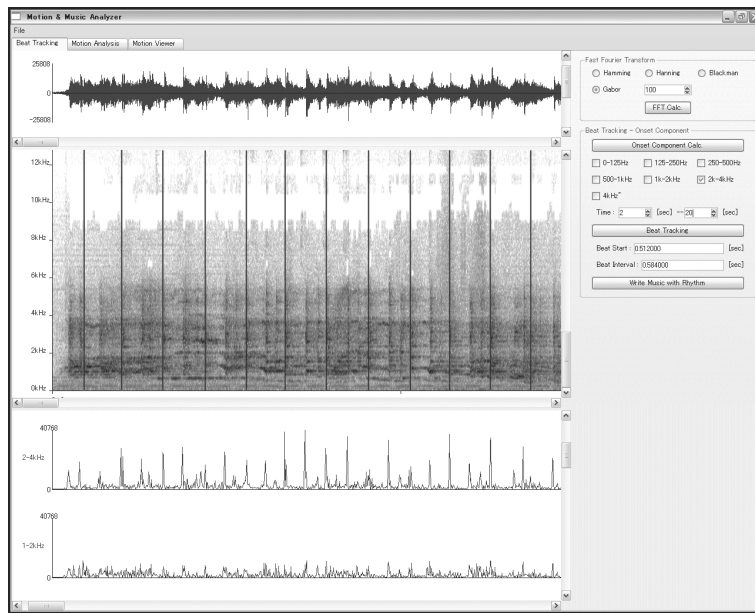 Motion & Music Analyzer
File
Beat Tracking Motion Analysis Motion Viewer
25808
0
-25808
12kHz
10kHz
8kHz
6kHz
4kHz
2kHz
0kHz
40768
2-4kHz
0
40768
1-2kHz
0
Fast Fourier Transform
Hamming Hanning Blackman
Gabor 100
FFT Calc.
Beat Tracking - Onset Component
Onset Component Calc.
0-125Hz 125-250Hz 250-500Hz
500-1kHz 1k-2kHz 2k-4kHz
4kHz~
Time : 2 [sec] --- 20 [sec]
Beat Tracking
Beat Start : 0.512000 [sec]
Beat Interval : 0.584000 [sec]
Write Music with Rhythm